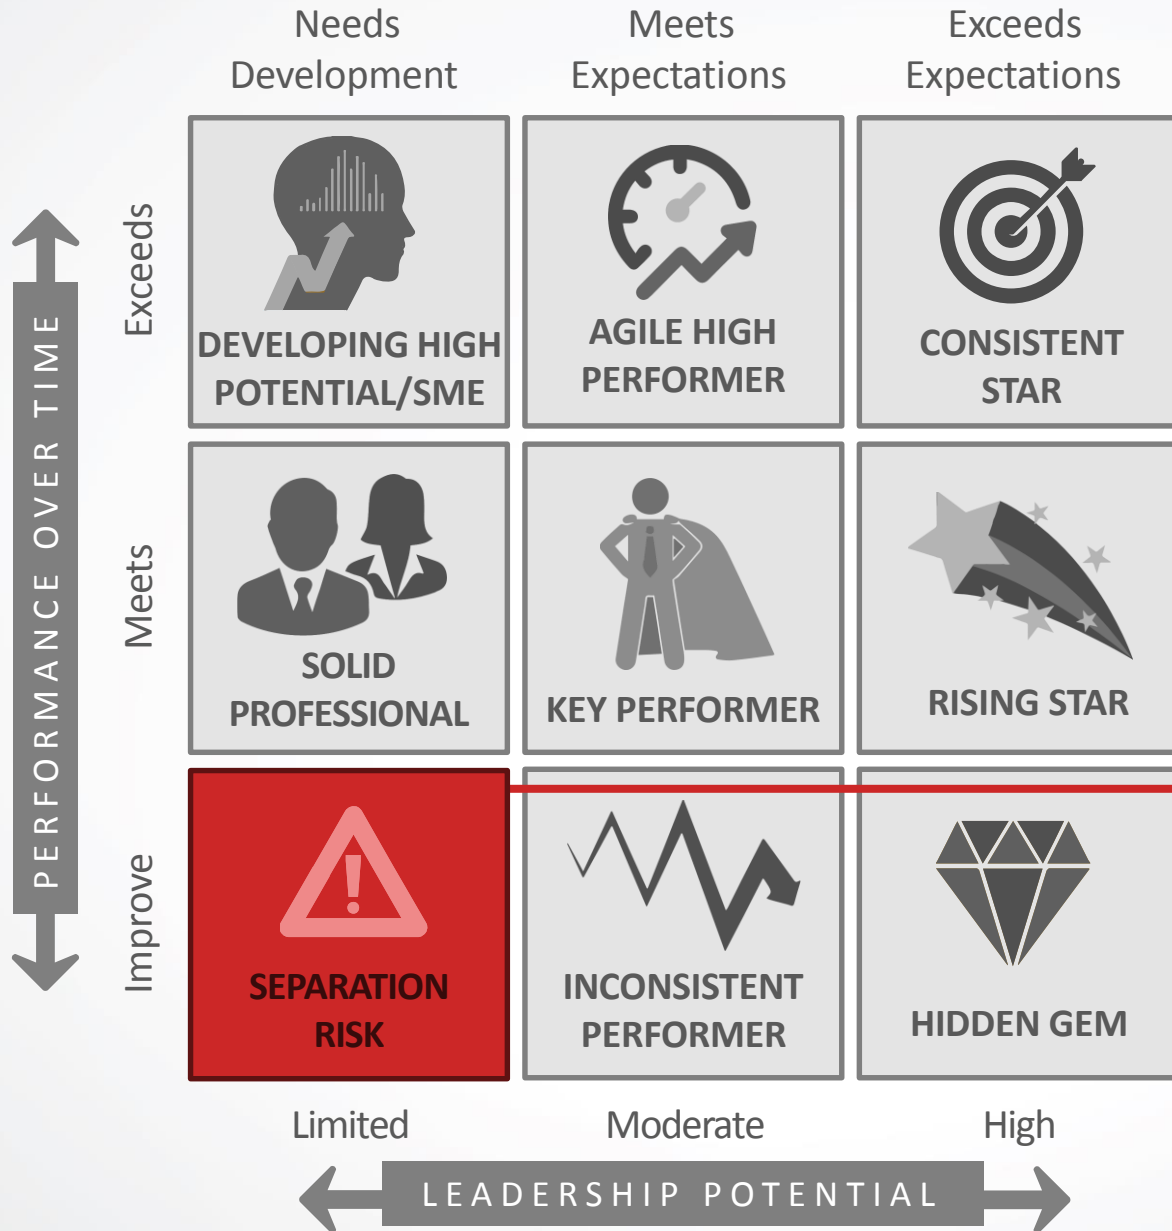 Needs
Development
Meets
Expectations
Exceeds
Expectations
PERFORMANCE OVER TIME
Exceeds
DEVELOPING HIGH
POTENTIAL/SME
AGILE HIGH
PERFORMER
CONSISTENT
STAR
Meets
SOLID
PROFESSIONAL
KEY PERFORMER
RISING STAR
Improve
SEPARATION
RISK
INCONSISTENT
PERFORMER
HIDDEN GEM
Limited
Moderate
High
LEADERSHIP POTENTIAL